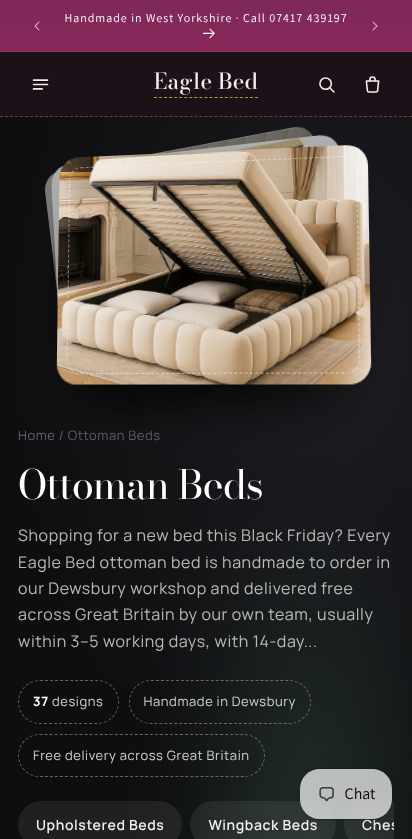 Handmade in West Yorkshire · Call 07417 439197
→
Eagle Bed
Home / Ottoman Beds
Ottoman Beds
Shopping for a new bed this Black Friday? Every
Eagle Bed ottoman bed is handmade to order in
our Dewsbury workshop and delivered free
across Great Britain by our own team, usually
within 3–5 working days, with 14-day...
37 designs
Handmade in Dewsbury
Free delivery across Great Britain
Chat
Upholstered Beds
Wingback Beds
Ches